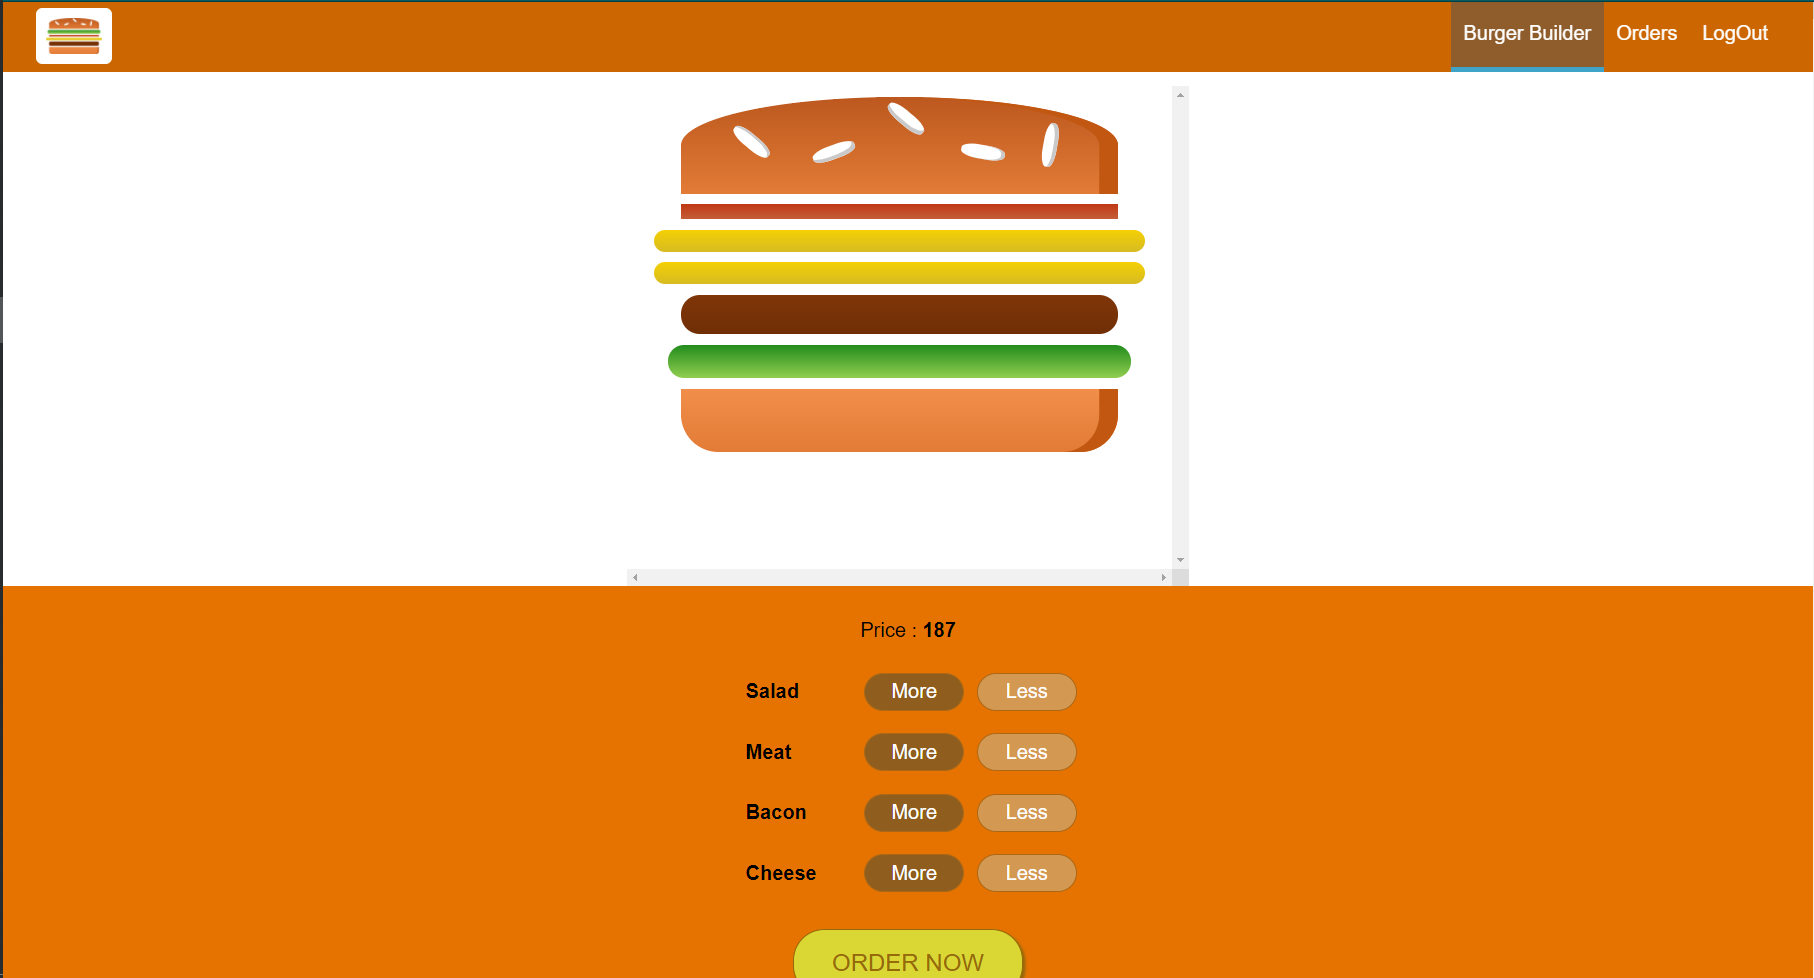 Burger Builder Orders LogOut
Price : 187
Salad More Less
Meat More Less
Bacon More Less
Cheese More Less
ORDER NOW